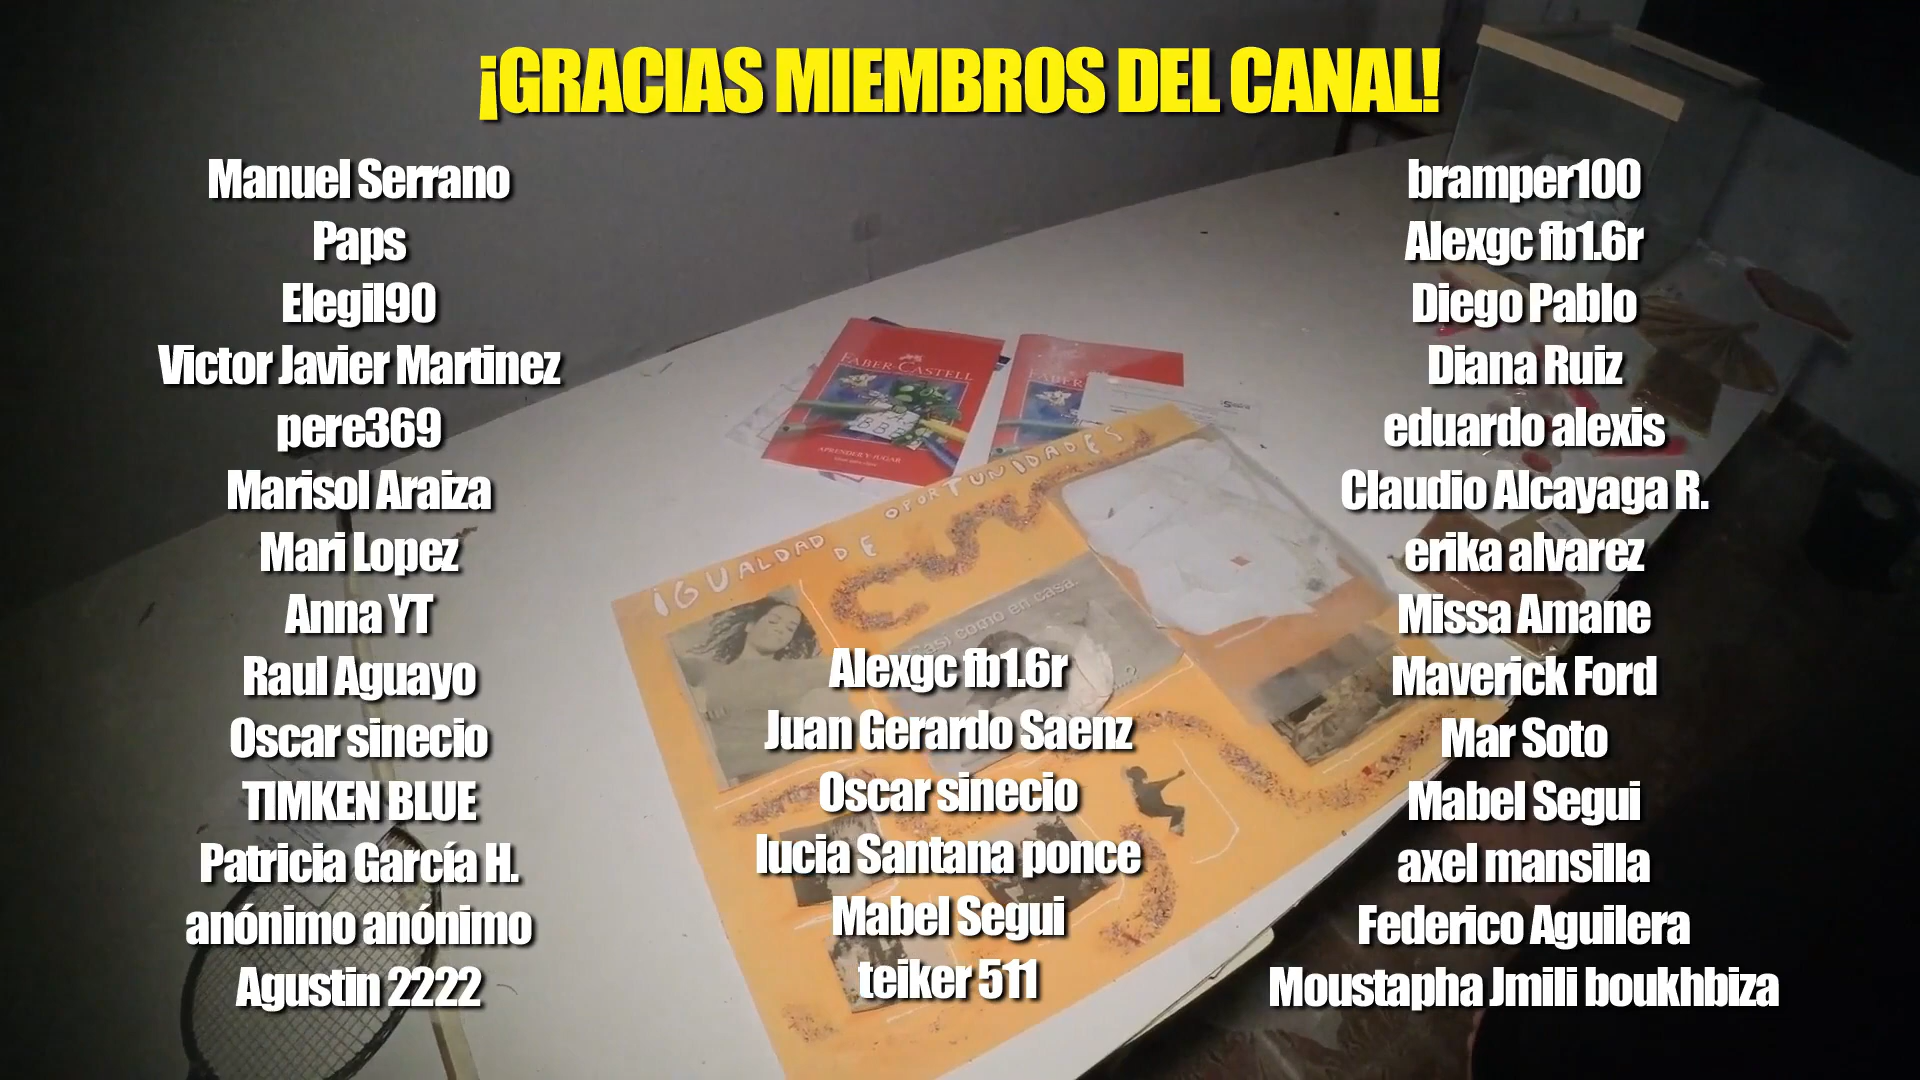 ¡GRACIAS MIEMBROS DEL CANAL!
Manuel Serrano
Paps
Elegil90
Victor Javier Martinez
pere369
Marisol Araiza
Mari Lopez
Anna YT
Raul Aguayo
Oscar sinecio
TIMKEN BLUE
Patricia García H.
anónimo anónimo
Agustin 2222
FABER-CASTELL
APRENDER Y JUGAR
FABER
IGUALDAD DE OPORTUNIDADES
Casi como en casa.
...?
Alexgc fb1.6r
Juan Gerardo Saenz
Oscar sinecio
lucia Santana ponce
Mabel Segui
teiker 511
bramper100
Alexgc fb1.6r
Diego Pablo
Diana Ruiz
eduardo alexis
Claudio Alcayaga R.
erika alvarez
Missa Amane
Maverick Ford
Mar Soto
Mabel Segui
axel mansilla
Federico Aguilera
Moustapha Jmili boukhbiza